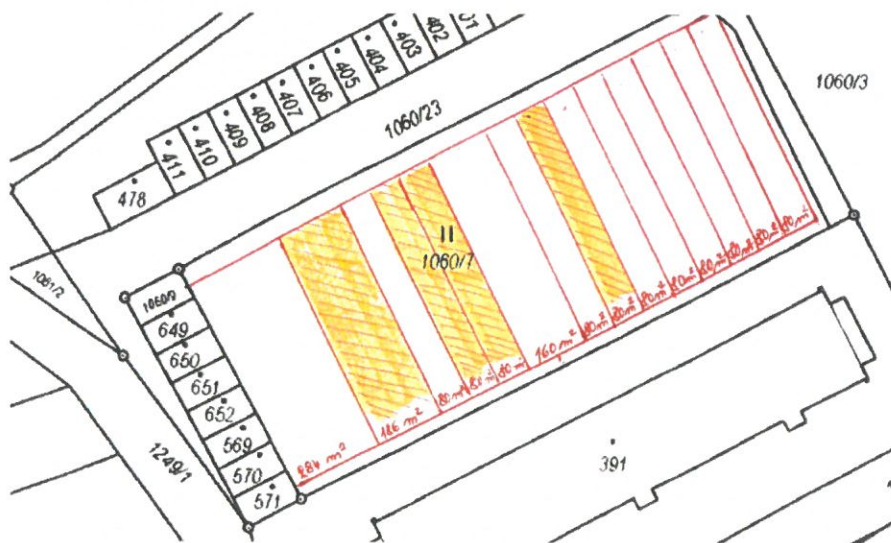 402
403
404
405
406
407
408
409
410
411
478
1060/23
1060/3
II
1060/7
1061/2
1060/9
649
650
651
652
569
570
571
1249/1
391
284 m²
186 m²
80 m²
80 m²
80 m²
160 m²
80 m²
80 m²
80 m²
80 m²
80 m²
80 m²
80 m²
80 m²